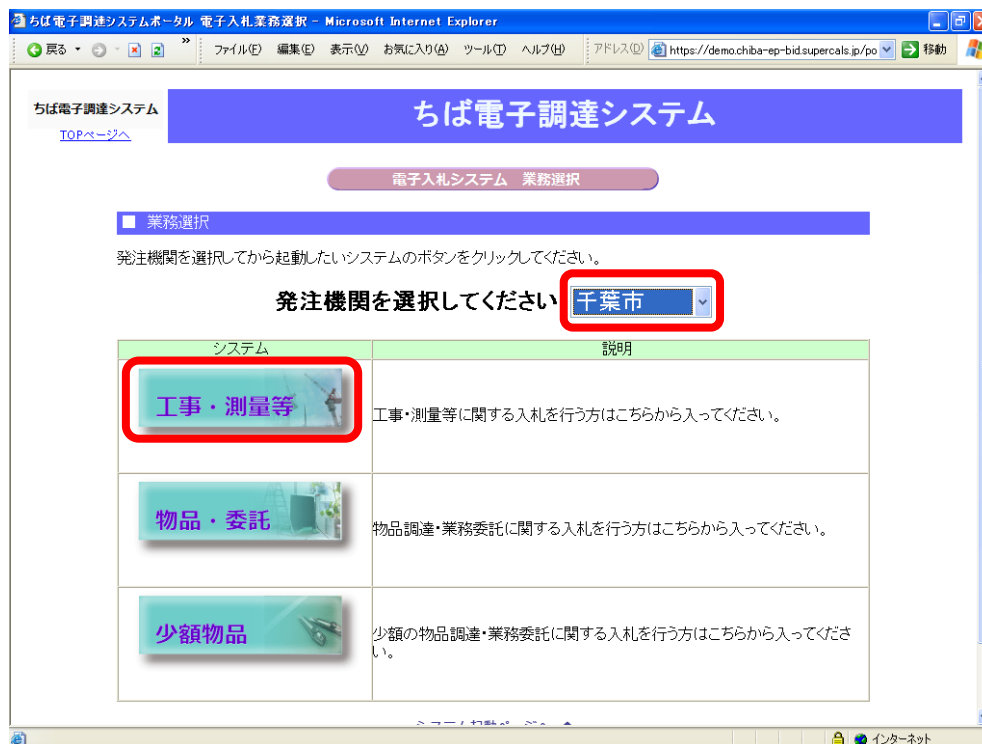 ちば電子調達システムポータル 電子入札業務選択 - Microsoft Internet Explorer
戻る » ファイル(F) 編集(E) 表示(V) お気に入り(A) ツール(T) ヘルプ(H) アドレス(D) https://demo.chiba-ep-bid.supercals.jp/po 移動
ちば電子調達システム
TOPページへ
ちば電子調達システム
電子入札システム 業務選択
■ 業務選択
発注機関を選択してから起動したいシステムのボタンをクリックしてください。
発注機関を選択してください 千葉市
システム 説明
工事・測量等 工事・測量等に関する入札を行う方はこちらから入ってください。
物品・委託 物品調達・業務委託に関する入札を行う方はこちらから入ってください。
少額物品 少額の物品調達・業務委託に関する入札を行う方はこちらから入ってくださ
い。
インターネット